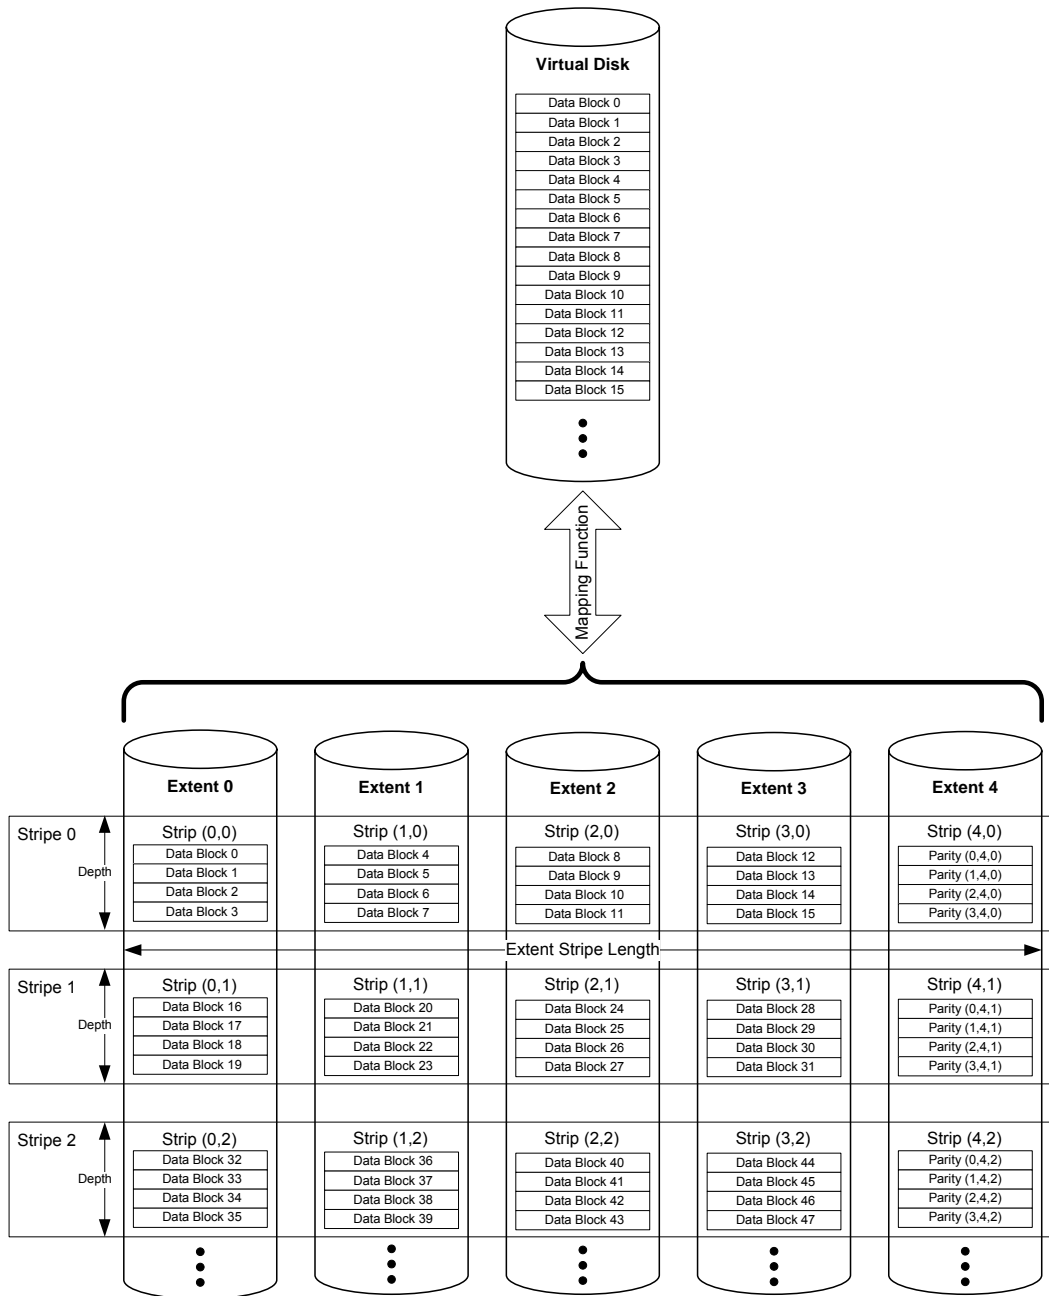 Virtual Disk
Data Block 0
Data Block 1
Data Block 2
Data Block 3
Data Block 4
Data Block 5
Data Block 6
Data Block 7
Data Block 8
Data Block 9
Data Block 10
Data Block 11
Data Block 12
Data Block 13
Data Block 14
Data Block 15
Mapping Function
Extent 0
Extent 1
Extent 2
Extent 3
Extent 4
Stripe 0
Depth
Strip (0,0)
Data Block 0
Data Block 1
Data Block 2
Data Block 3
Strip (1,0)
Data Block 4
Data Block 5
Data Block 6
Data Block 7
Strip (2,0)
Data Block 8
Data Block 9
Data Block 10
Data Block 11
Strip (3,0)
Data Block 12
Data Block 13
Data Block 14
Data Block 15
Strip (4,0)
Parity (0,4,0)
Parity (1,4,0)
Parity (2,4,0)
Parity (3,4,0)
Extent Stripe Length
Stripe 1
Depth
Strip (0,1)
Data Block 16
Data Block 17
Data Block 18
Data Block 19
Strip (1,1)
Data Block 20
Data Block 21
Data Block 22
Data Block 23
Strip (2,1)
Data Block 24
Data Block 25
Data Block 26
Data Block 27
Strip (3,1)
Data Block 28
Data Block 29
Data Block 30
Data Block 31
Strip (4,1)
Parity (0,4,1)
Parity (1,4,1)
Parity (2,4,1)
Parity (3,4,1)
Stripe 2
Depth
Strip (0,2)
Data Block 32
Data Block 33
Data Block 34
Data Block 35
Strip (1,2)
Data Block 36
Data Block 37
Data Block 38
Data Block 39
Strip (2,2)
Data Block 40
Data Block 41
Data Block 42
Data Block 43
Strip (3,2)
Data Block 44
Data Block 45
Data Block 46
Data Block 47
Strip (4,2)
Parity (0,4,2)
Parity (1,4,2)
Parity (2,4,2)
Parity (3,4,2)